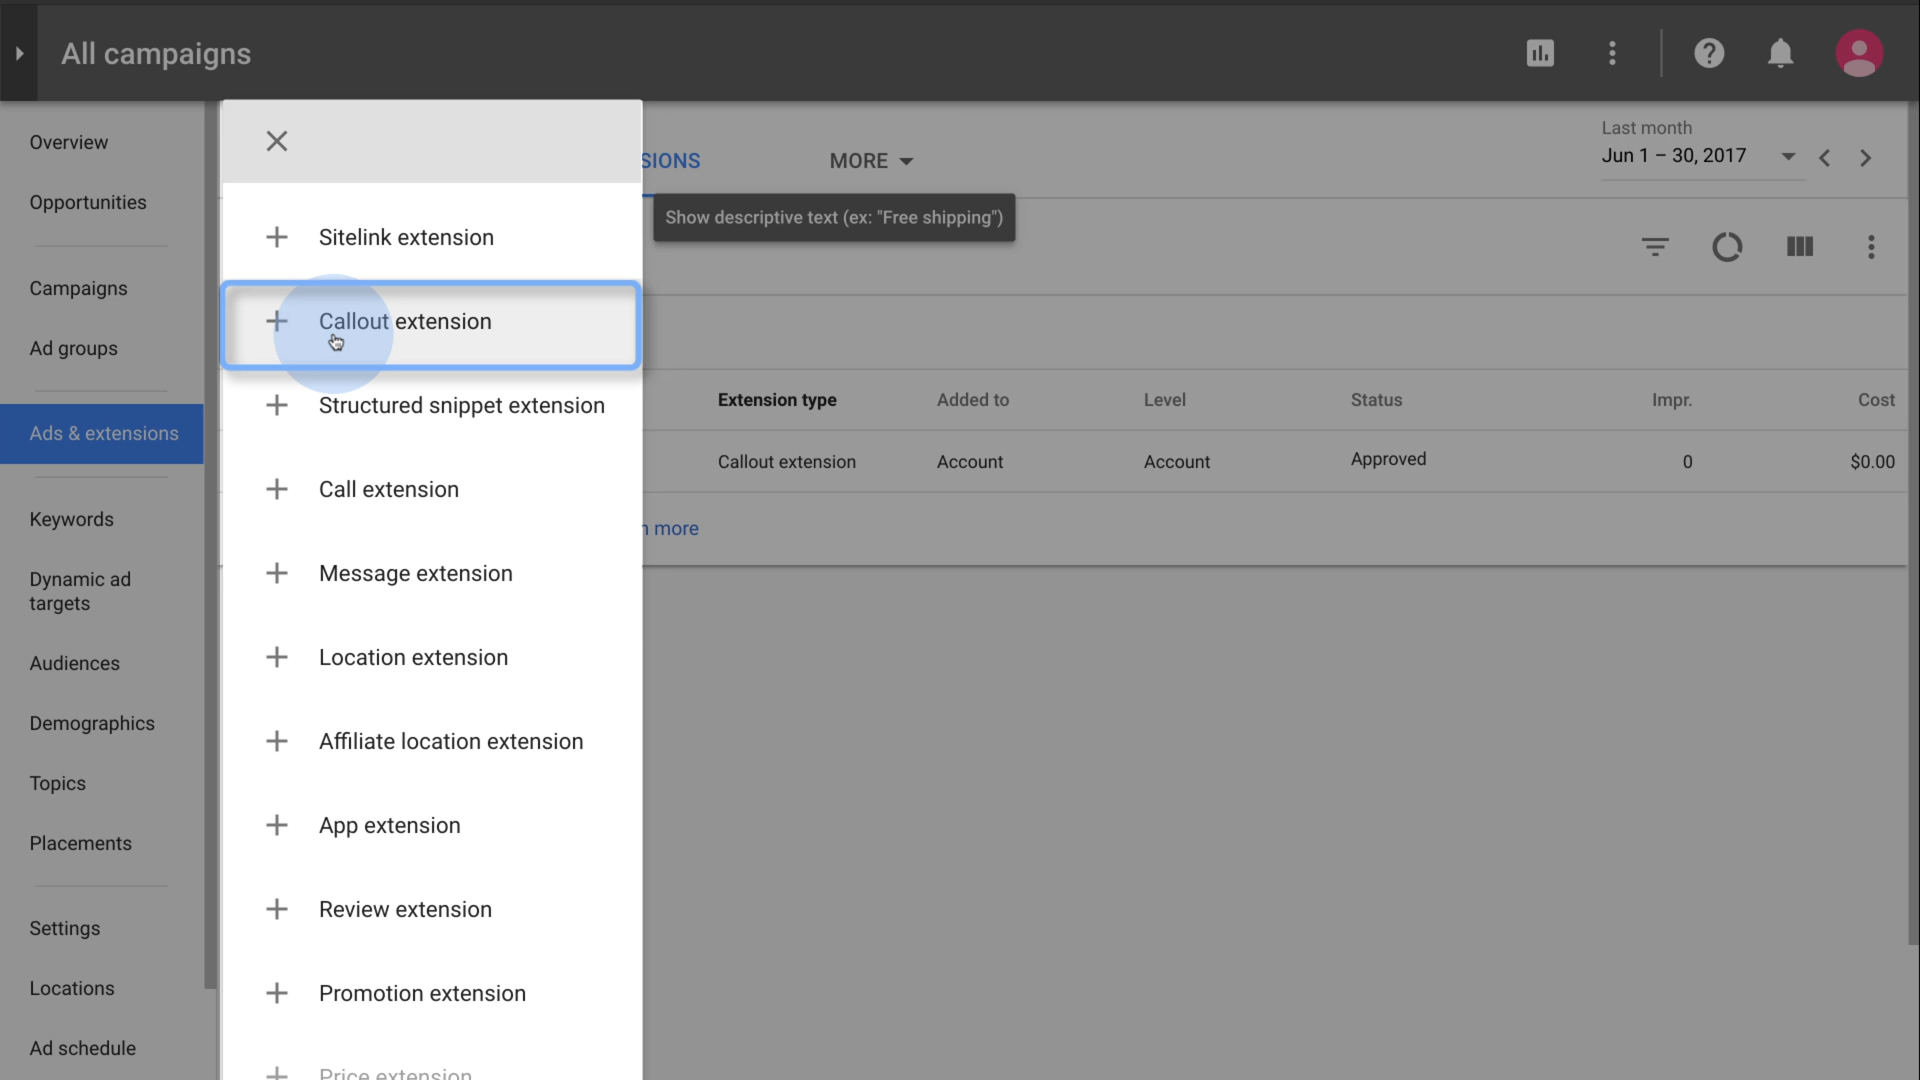 All campaigns
Overview
Opportunities
Campaigns
Ad groups
Ads & extensions
Keywords
Dynamic ad
targets
Audiences
Demographics
Topics
Placements
Settings
Locations
Ad schedule
Sitelink extension
Callout extension
Structured snippet extension
Call extension
Message extension
Location extension
Affiliate location extension
App extension
Review extension
Promotion extension
Price extension
SIONS
MORE
Last month
Jun 1 – 30, 2017
Show descriptive text (ex: "Free shipping")
Extension type Added to Level Status Impr. Cost
Callout extension Account Account Approved 0 $0.00
n more